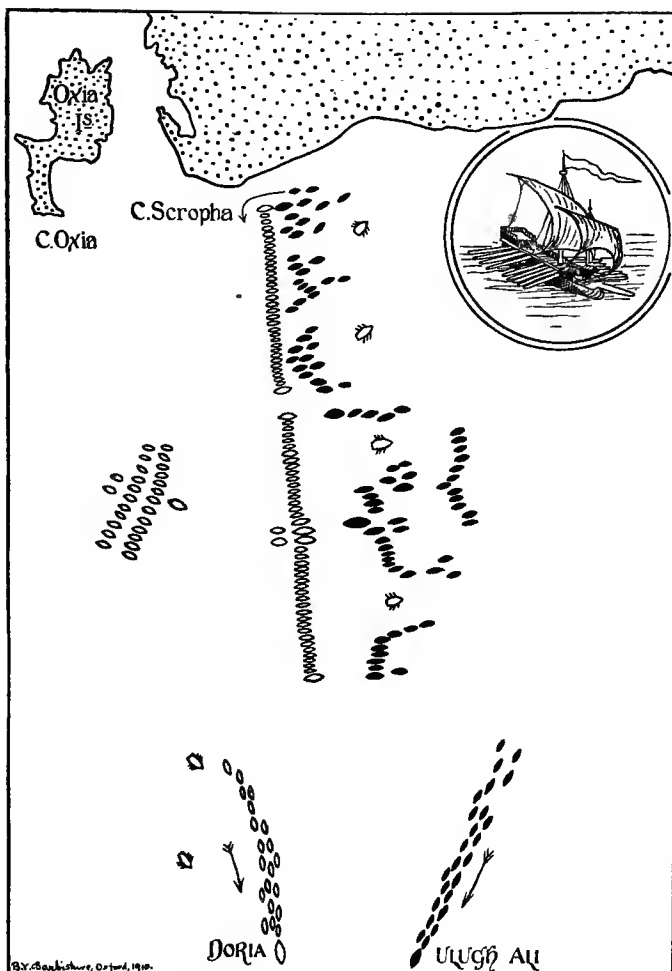 Oxia
Is
C. Oxia
C. Scropha
DORIA
ULUGH ALI
B.V. Darbishire, Oxford, 1910.